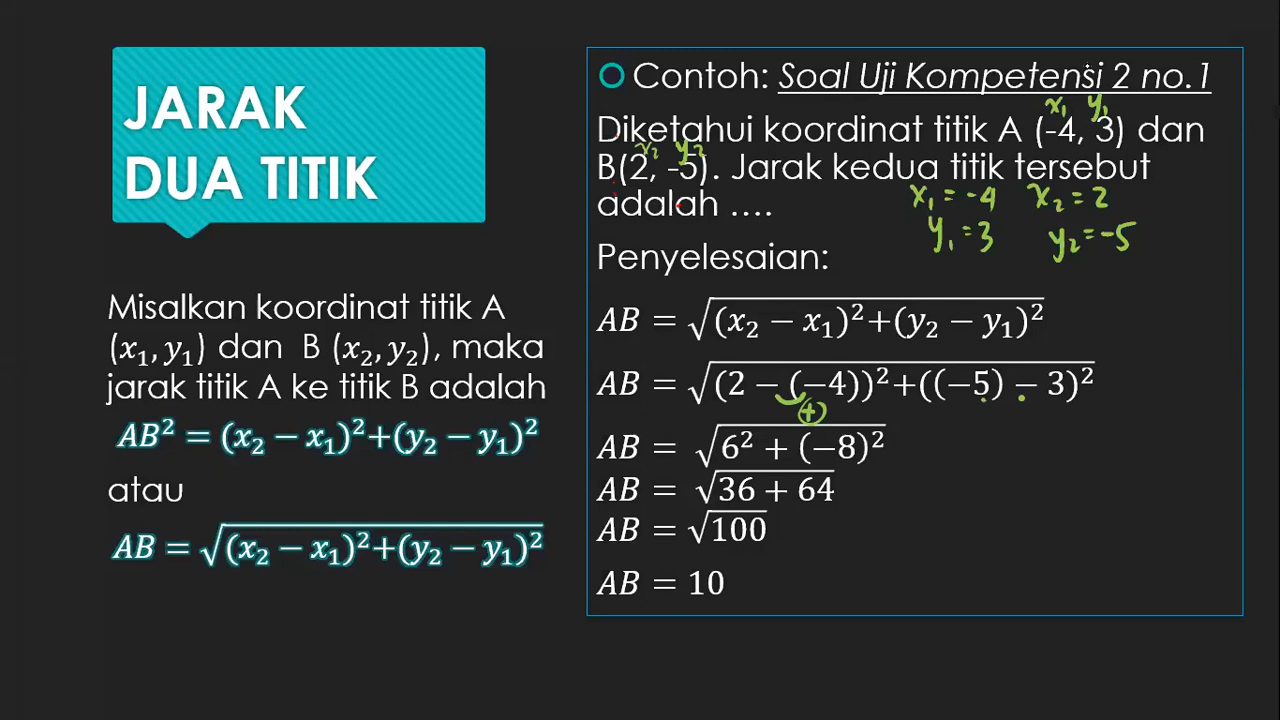 JARAK
DUA TITIK
Misalkan koordinat titik A
(x₁, y₁) dan B (x₂, y₂), maka
jarak titik A ke titik B adalah
AB² = (x₂ − x₁)²+(y₂ − y₁)²
atau
AB = √((x₂ − x₁)²+(y₂ − y₁)²)
Contoh: Soal Uji Kompetensi 2 no.1
x₁ y₁
Diketahui koordinat titik A (-4, 3) dan
x₂ y₂
B(2, -5). Jarak kedua titik tersebut
adalah ....
x₁ = -4 x₂ = 2
y₁ = 3 y₂ = -5
Penyelesaian:
AB = √((x₂ − x₁)²+(y₂ − y₁)²)
AB = √((2 − (−4))²+((−5) − 3)²)
(+)
AB = √(6² + (−8)²)
AB = √(36 + 64)
AB = √100
AB = 10